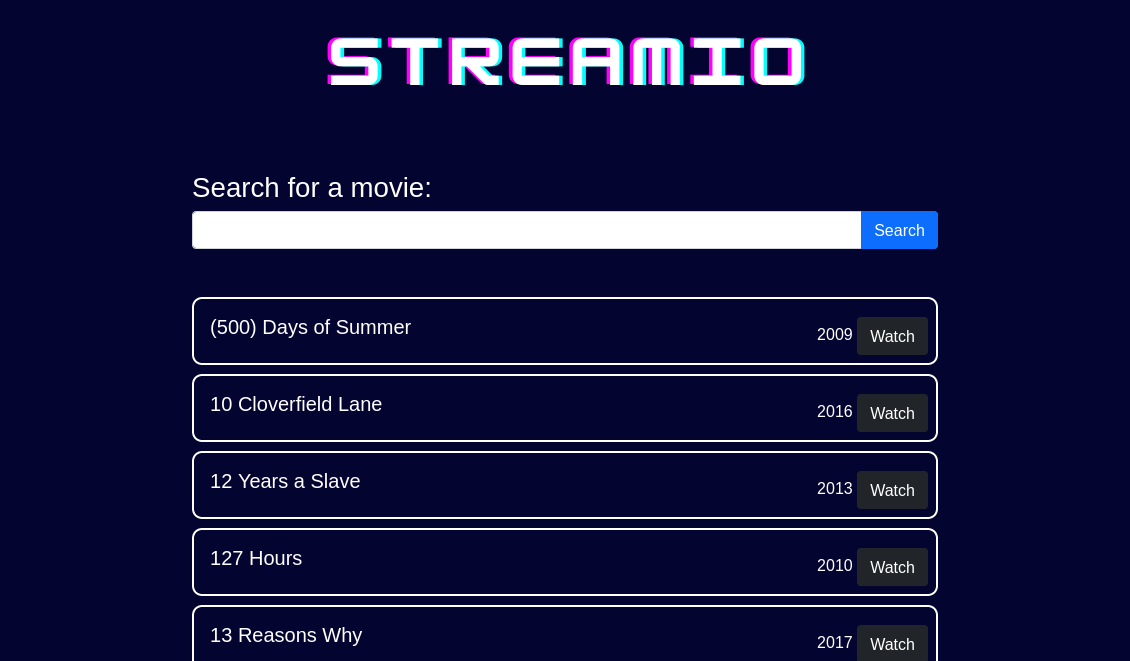 STREAMIO
Search for a movie:
Search
(500) Days of Summer
2009 Watch
10 Cloverfield Lane
2016 Watch
12 Years a Slave
2013 Watch
127 Hours
2010 Watch
13 Reasons Why
2017 Watch